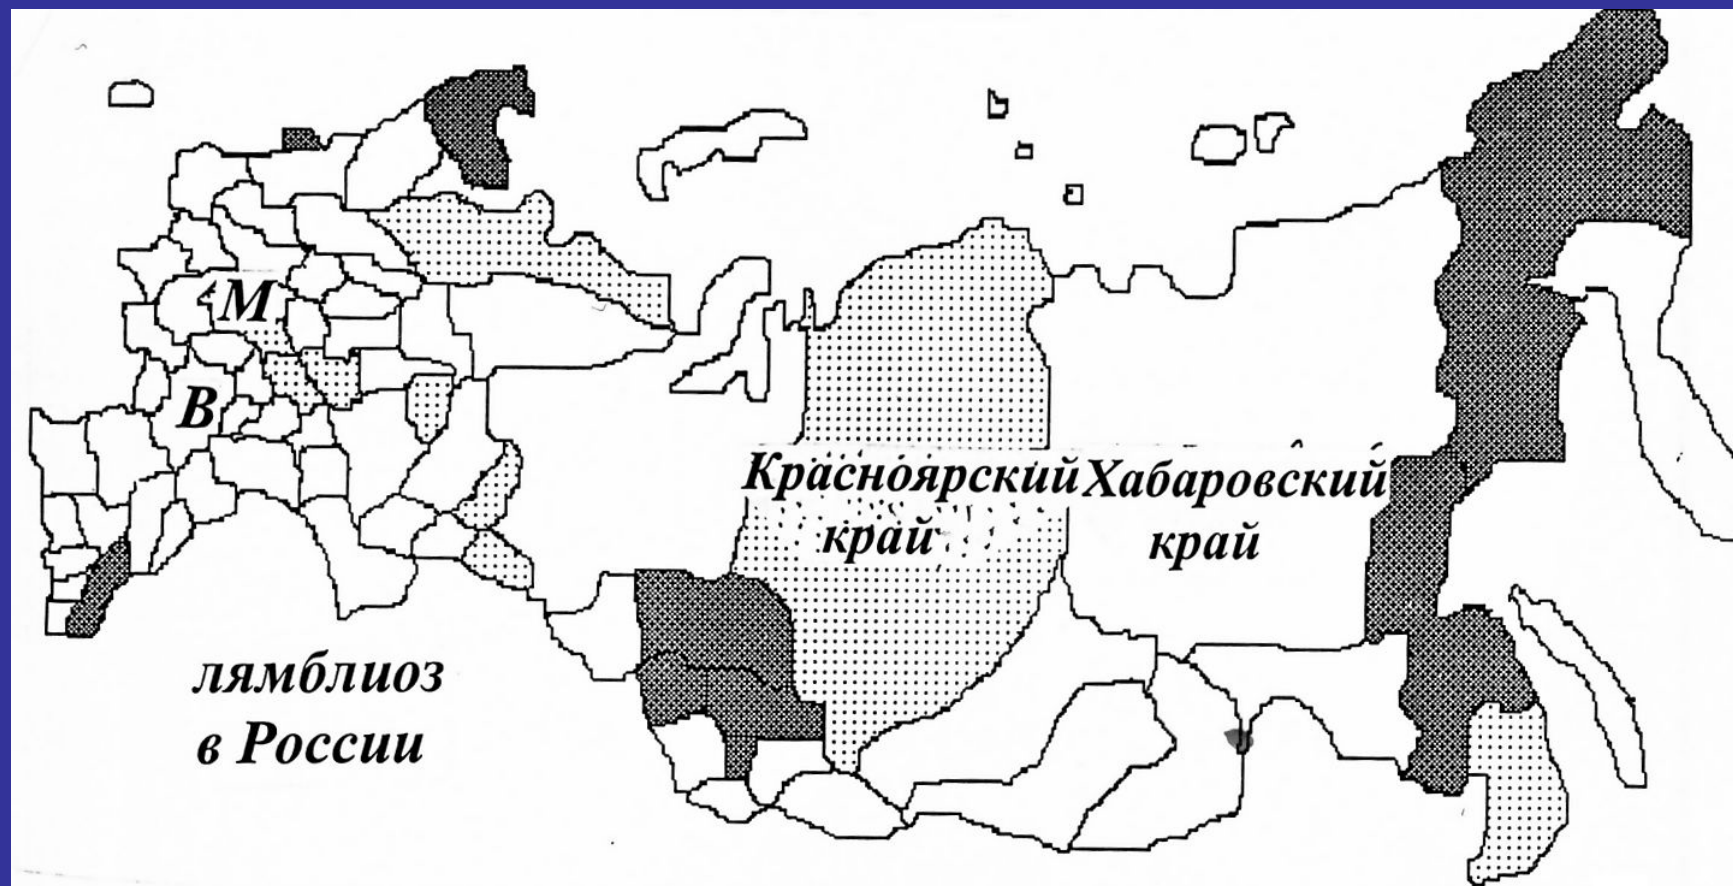 М
В
Красноярский
край
Хабаровский
край
лямблиоз
в России